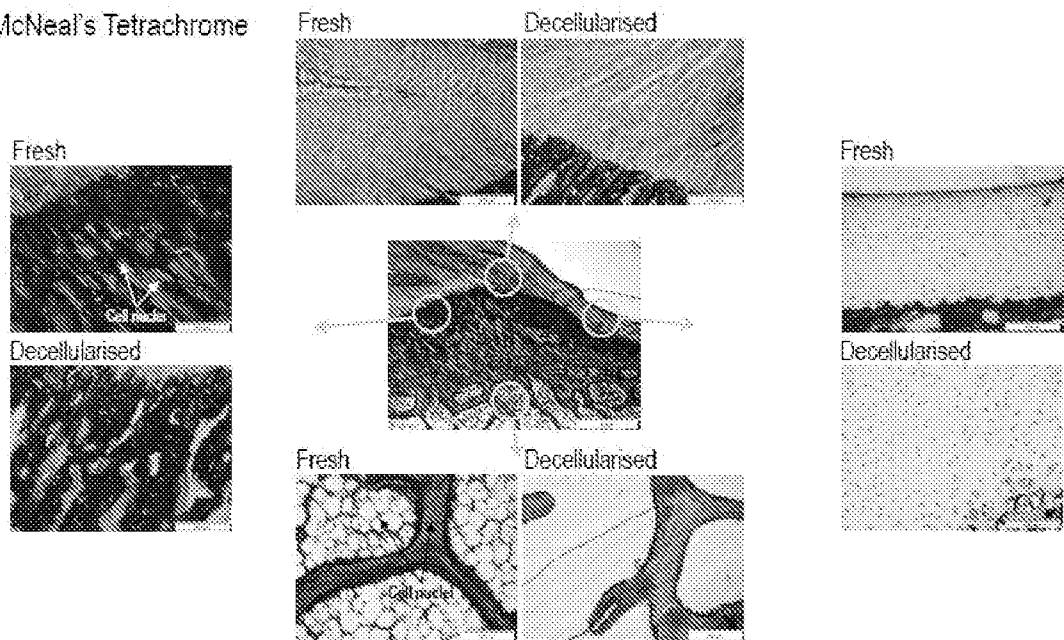 McNeal's Tetrachrome
Fresh
Decellularised
Fresh
Cell nuclei
Decellularised
Fresh
Decellularised
Fresh
Cell nuclei
Decellularised